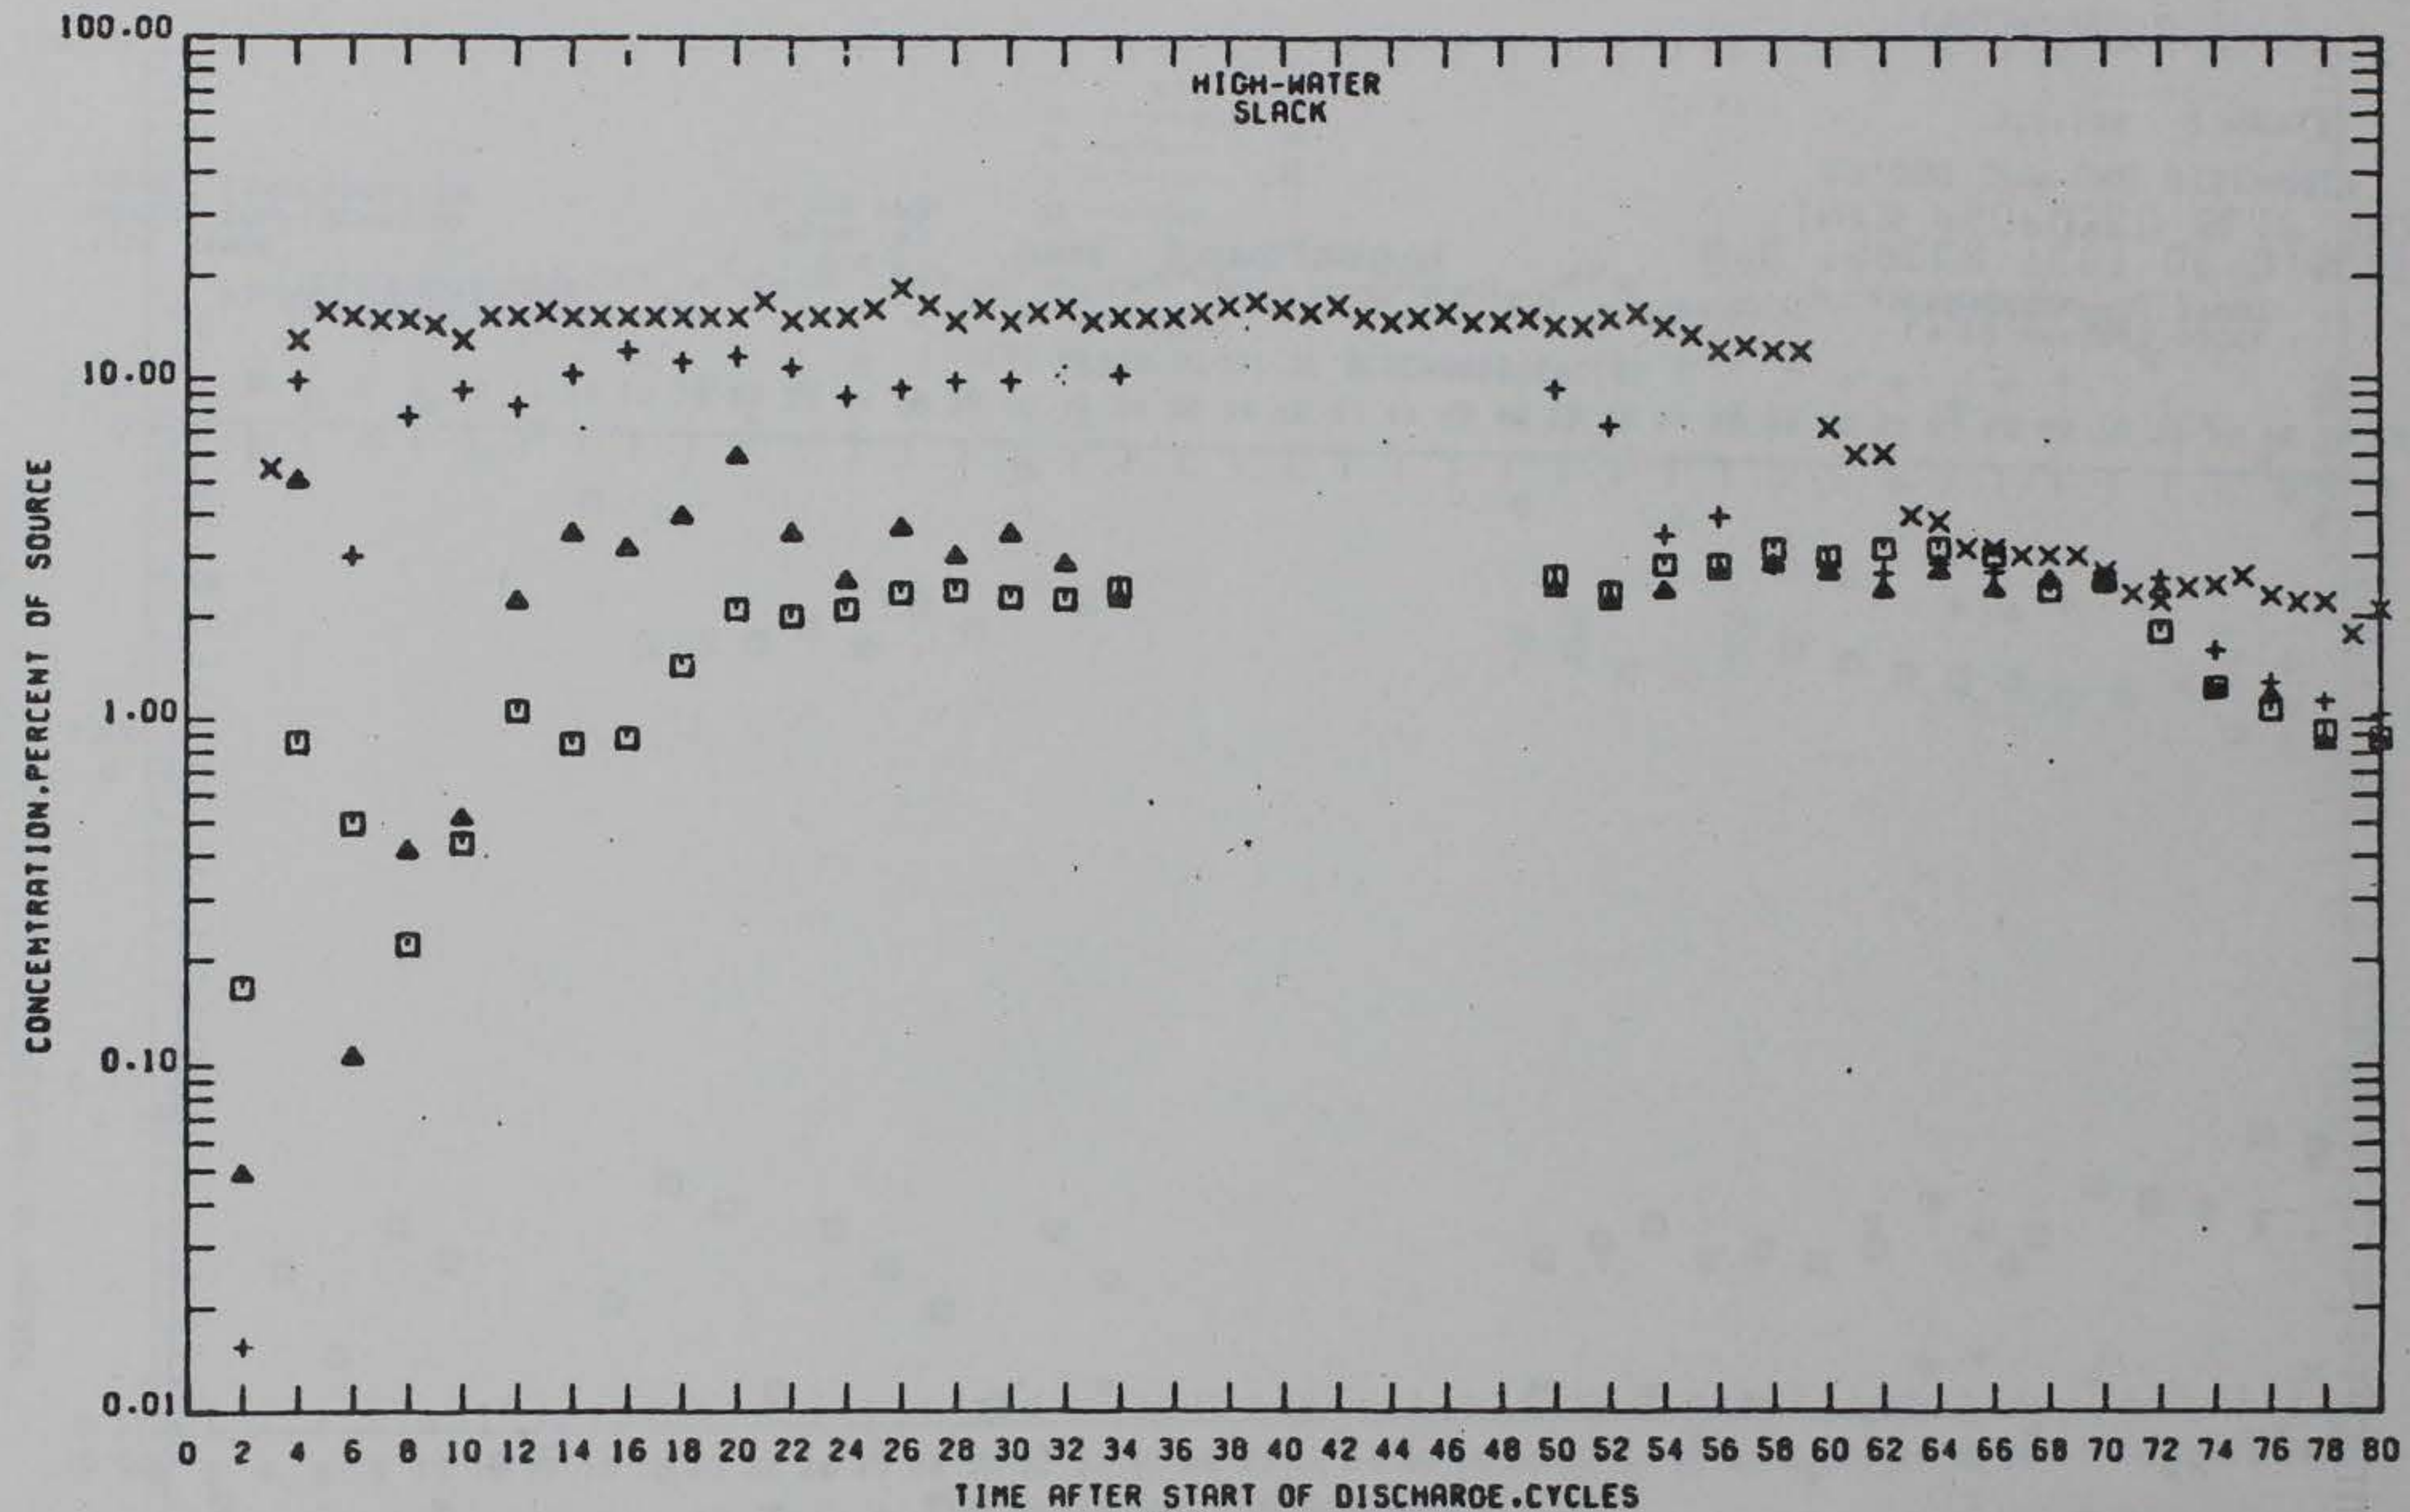 100.00
HIGH-WATER
SLACK
10.00
1.00
0.10
0.01
CONCENTRATION.PERCENT OF SOURCE
0 2 4 6 8 10 12 14 16 18 20 22 24 26 28 30 32 34 36 38 40 42 44 46 48 50 52 54 56 58 60 62 64 66 68 70 72 74 76 78 80
TIME AFTER START OF DISCHARGE.CYCLES